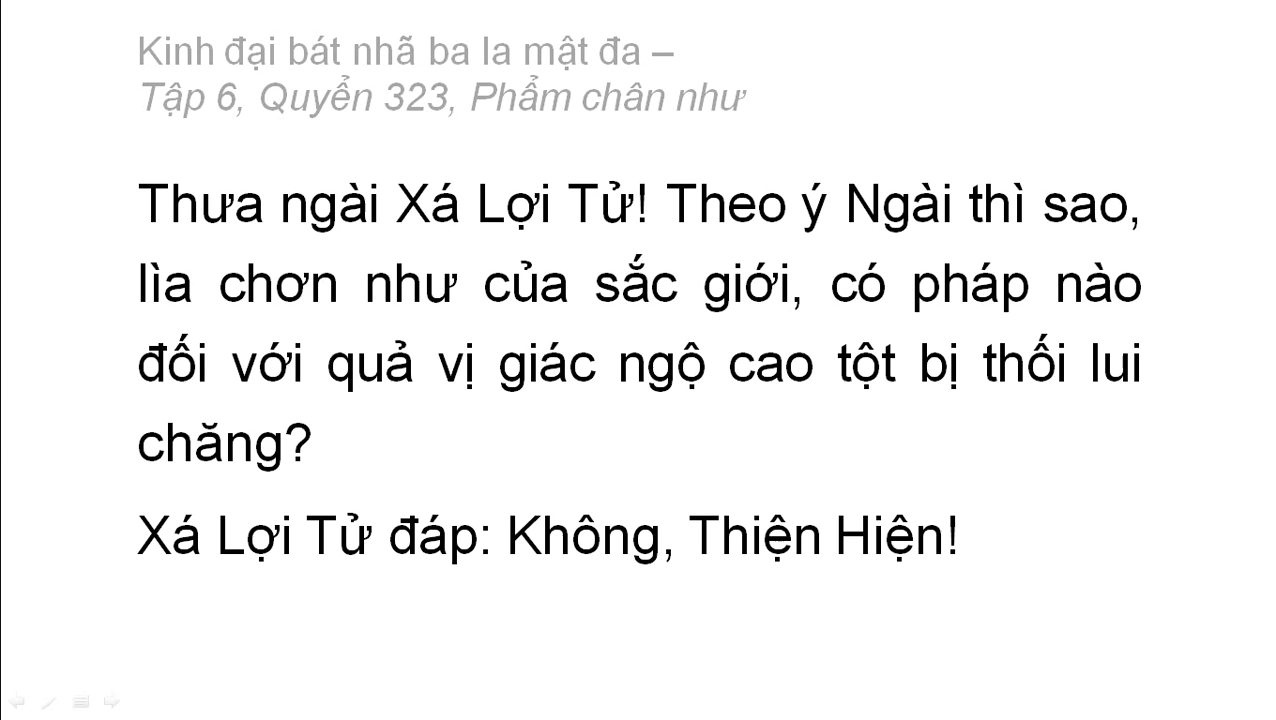 Kinh đại bát nhã ba la mật đa –
Tập 6, Quyển 323, Phẩm chân như
Thưa ngài Xá Lợi Tử! Theo ý Ngài thì sao,
lìa chơn như của sắc giới, có pháp nào
đối với quả vị giác ngộ cao tột bị thối lui
chăng?
Xá Lợi Tử đáp: Không, Thiện Hiện!